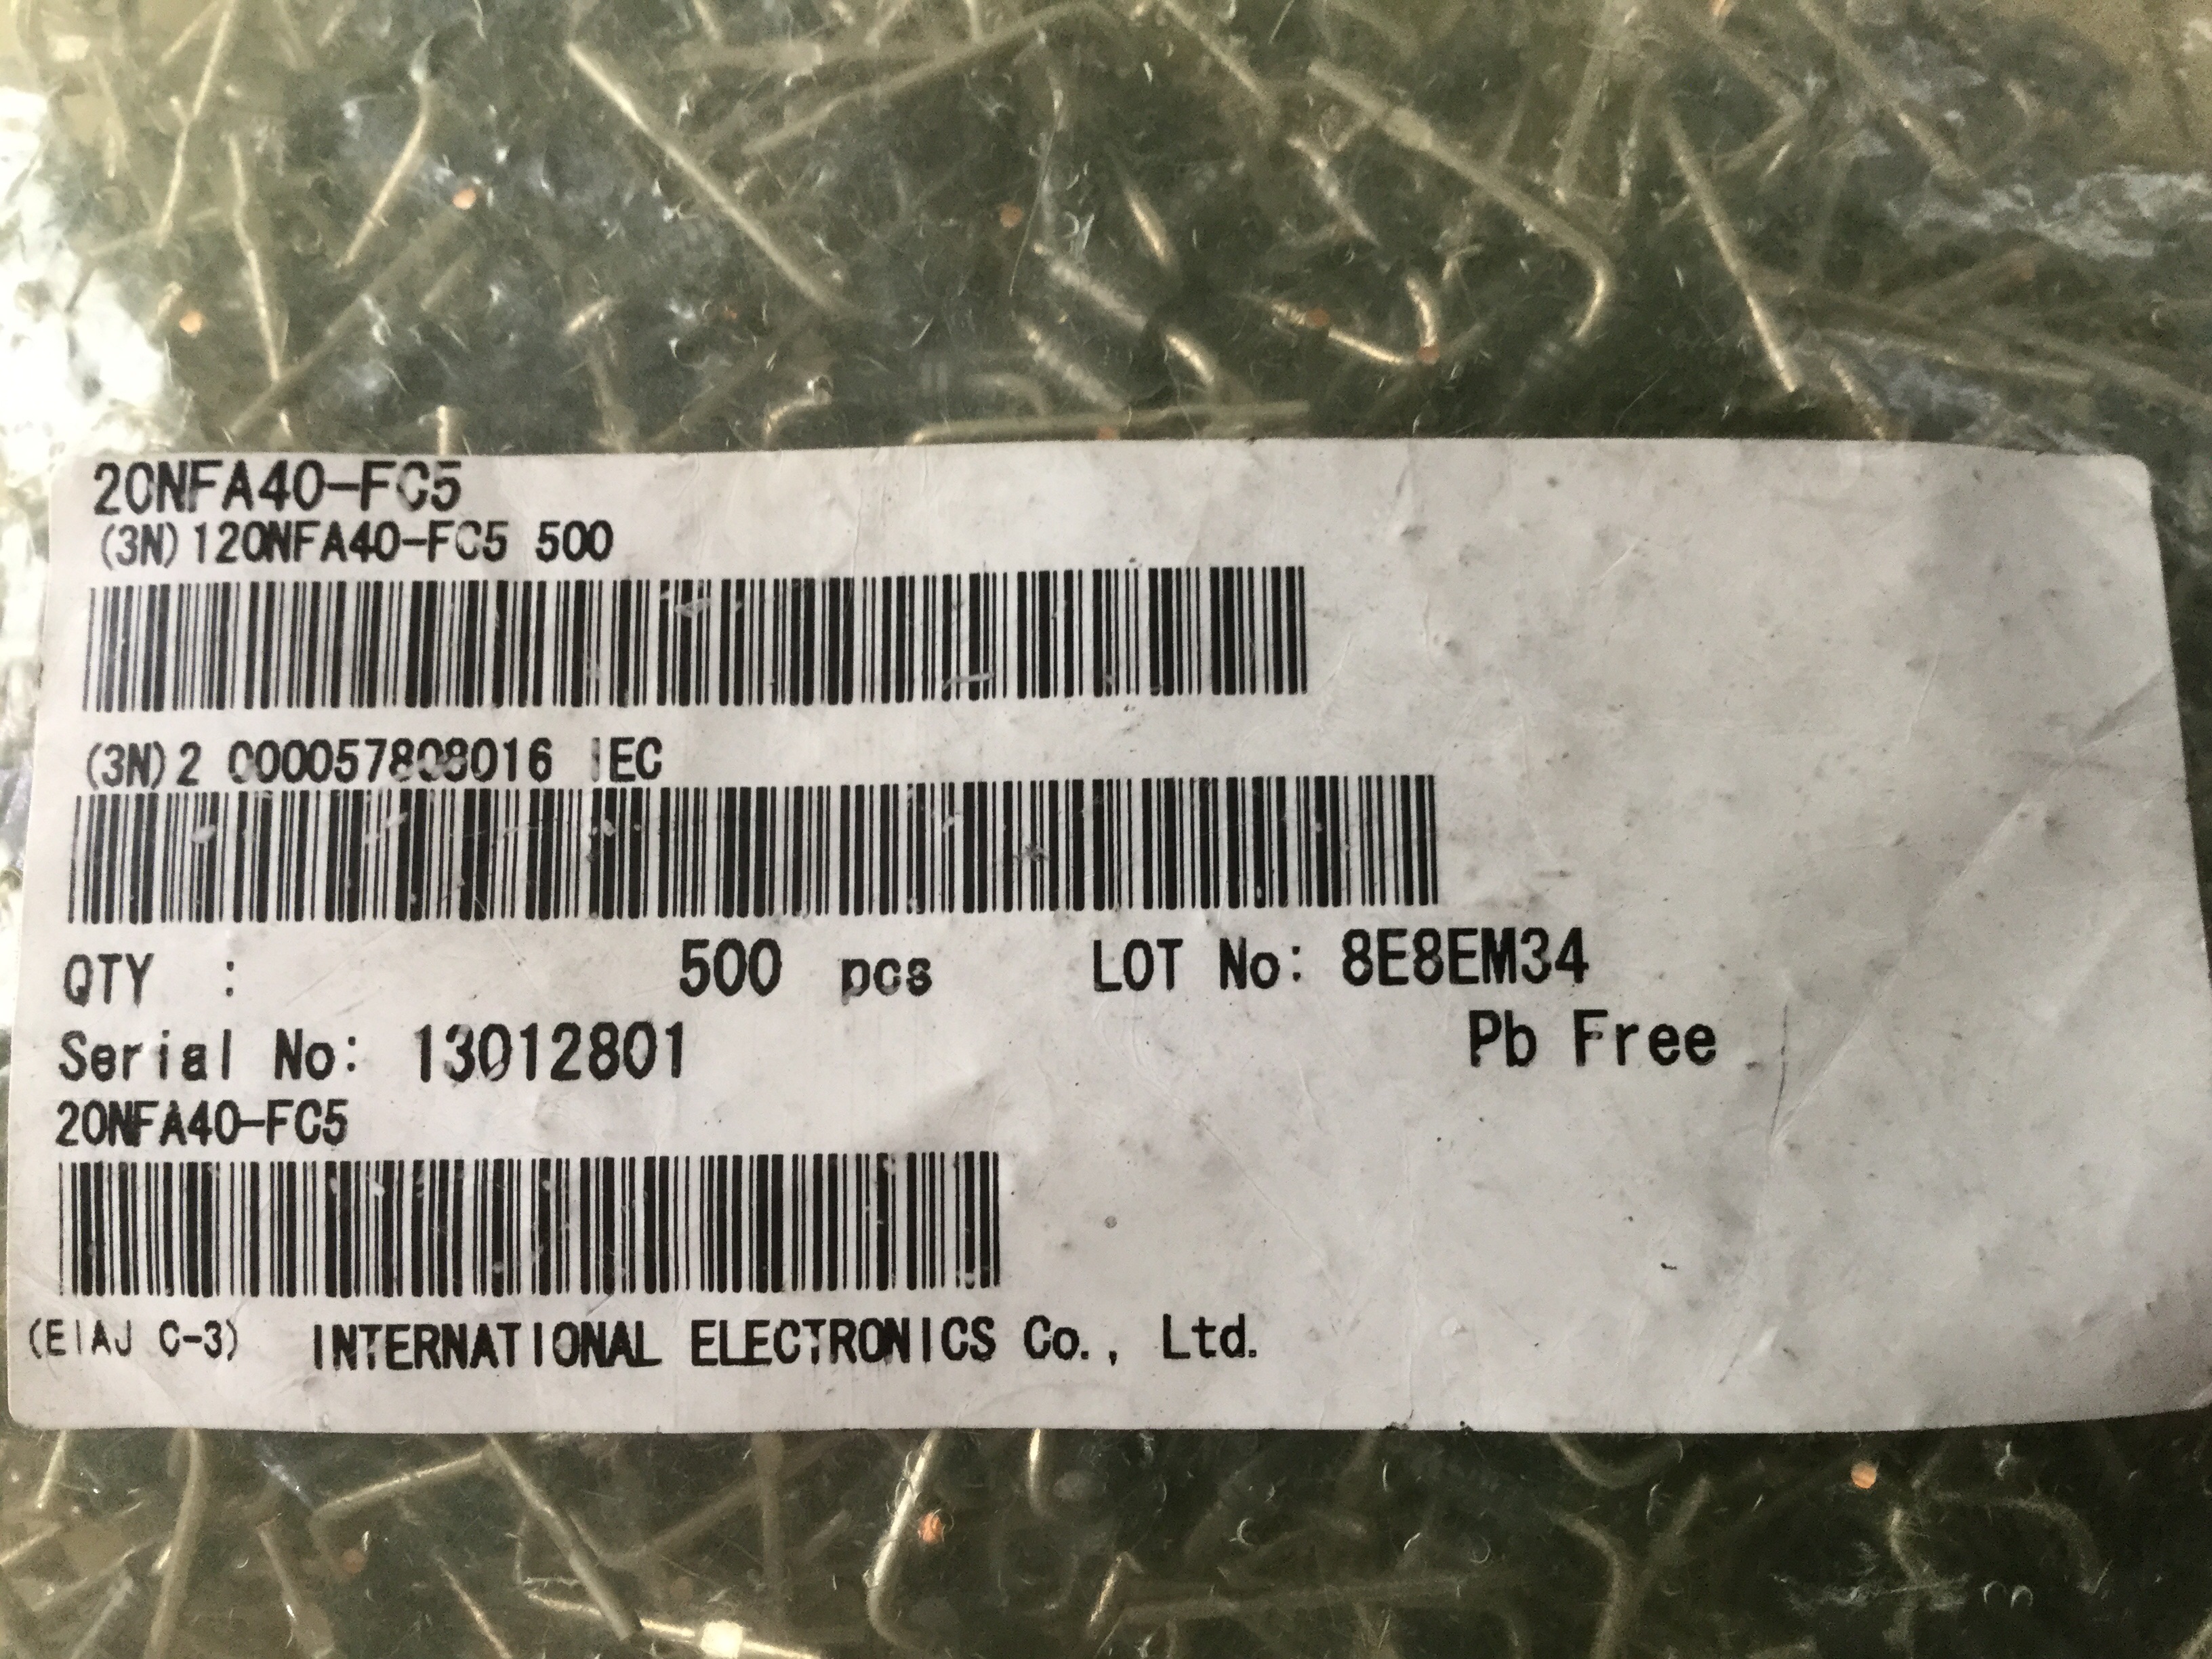 20NFA40-FC5
(3N)120NFA40-FC5 500
(3N)2 000057808016 IEC
QTY : 500 pcs LOT No: 8E8EM34
Serial No: 13012801 Pb Free
20NFA40-FC5
(EIAJ C-3) INTERNATIONAL ELECTRONICS Co., Ltd.